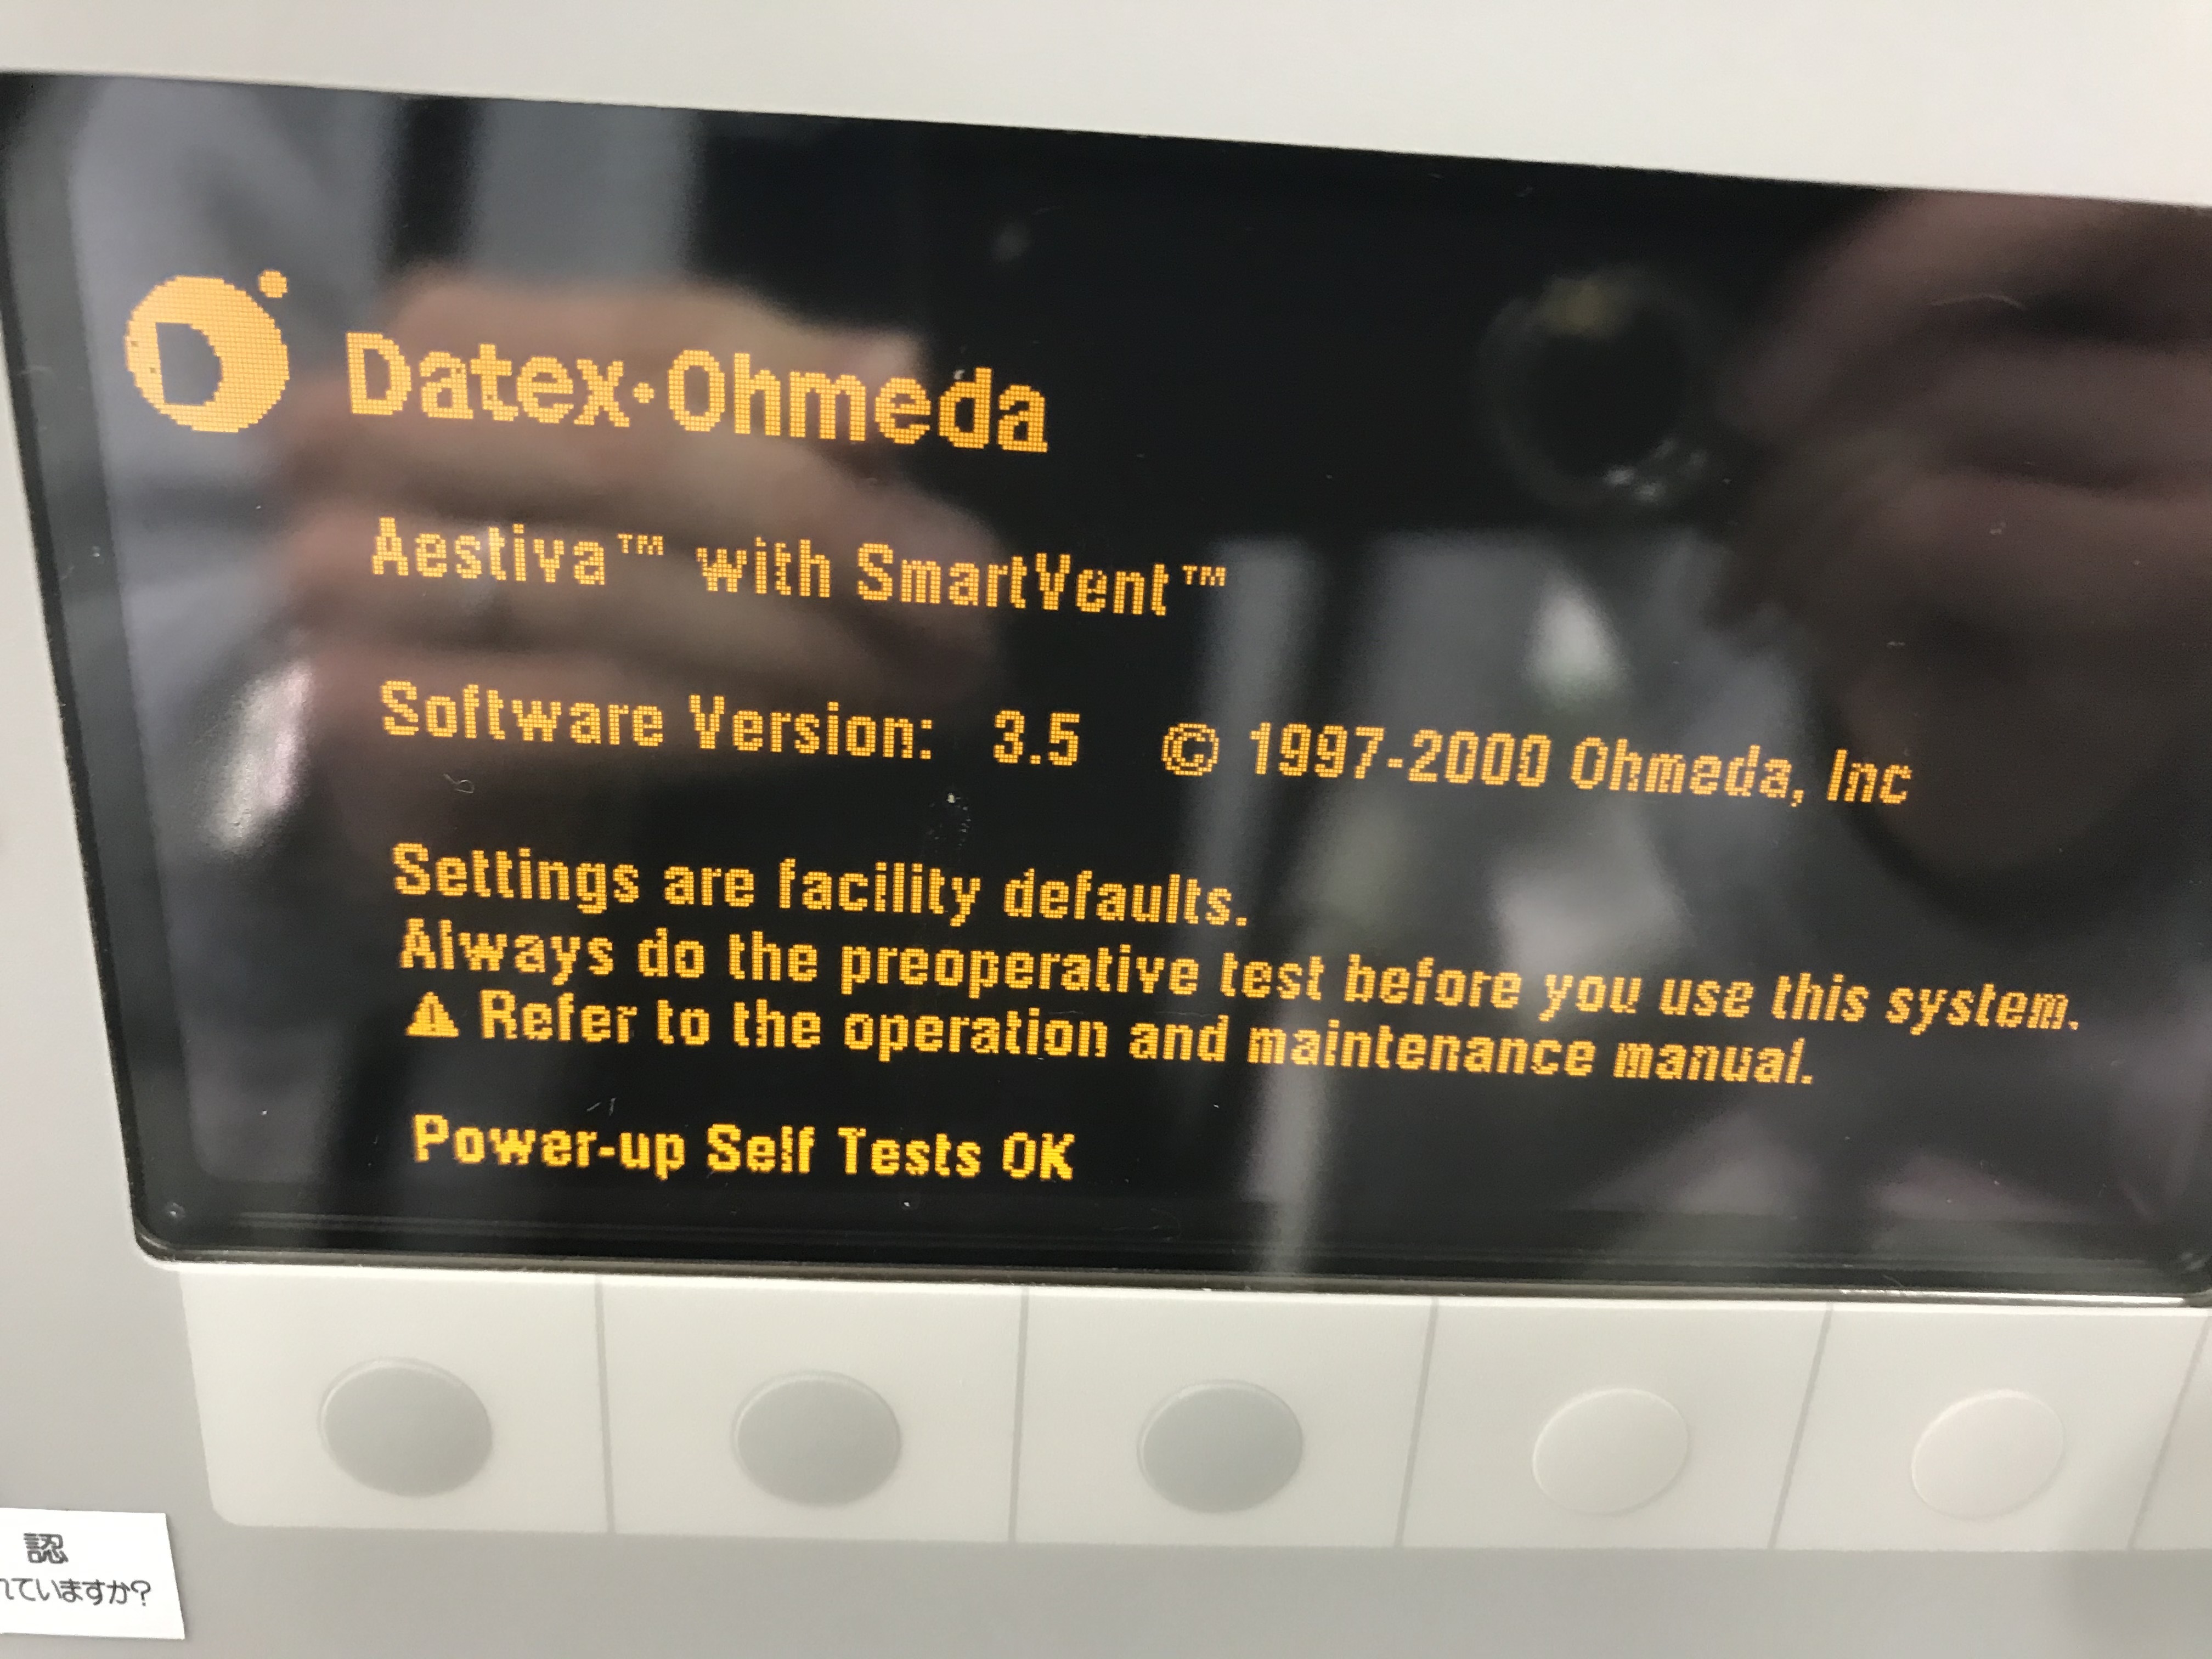 Datex·Ohmeda
Aestiva™ with SmartVent™
Software Version: 3.5 © 1997-2000 Ohmeda, Inc
Settings are facility defaults.
Always do the preoperative test before you use this system.
⚠ Refer to the operation and maintenance manual.
Power-up Self Tests OK
認
れていますか?